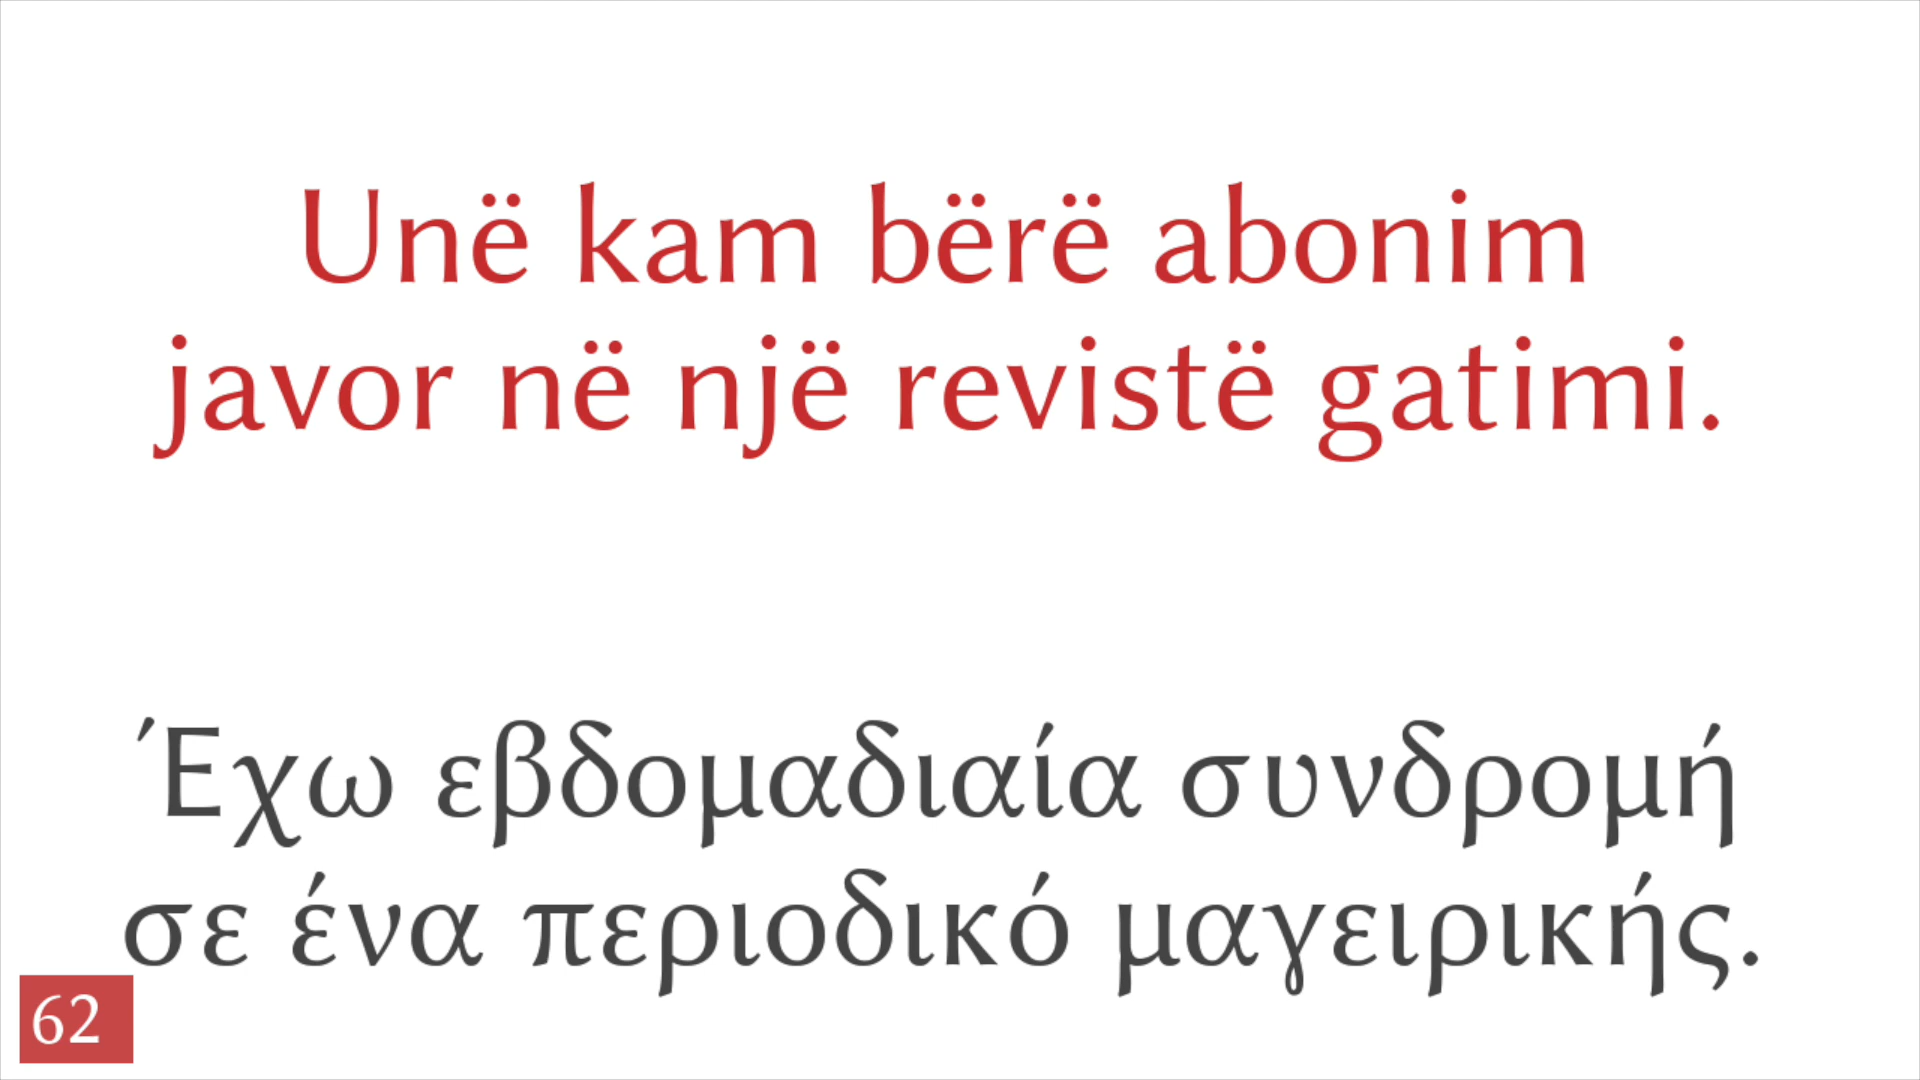 Unë kam bërë abonim
javor në një revistë gatimi.
Έχω εβδομαδιαία συνδρομή
σε ένα περιοδικό μαγειρικής.
62